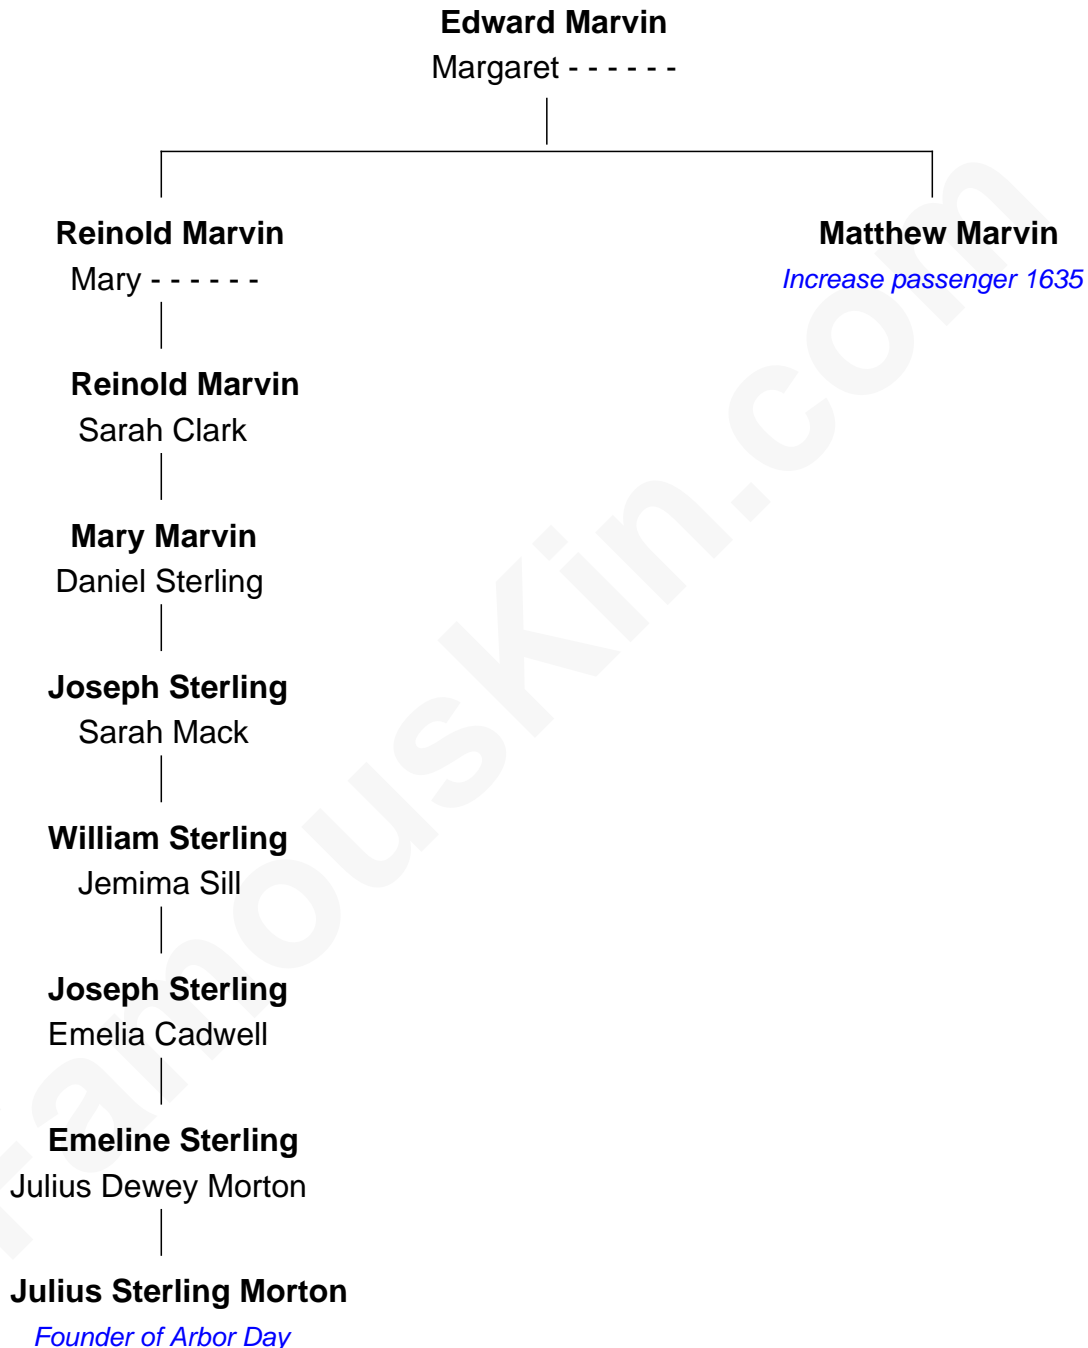 Edward Marvin
Margaret - - - - - -
Reinold Marvin
Mary - - - - - -
Matthew Marvin
Increase passenger 1635
Reinold Marvin
Sarah Clark
Mary Marvin
Daniel Sterling
Joseph Sterling
Sarah Mack
William Sterling
Jemima Sill
Joseph Sterling
Emelia Cadwell
Emeline Sterling
Julius Dewey Morton
Julius Sterling Morton
Founder of Arbor Day
FamousKin.com